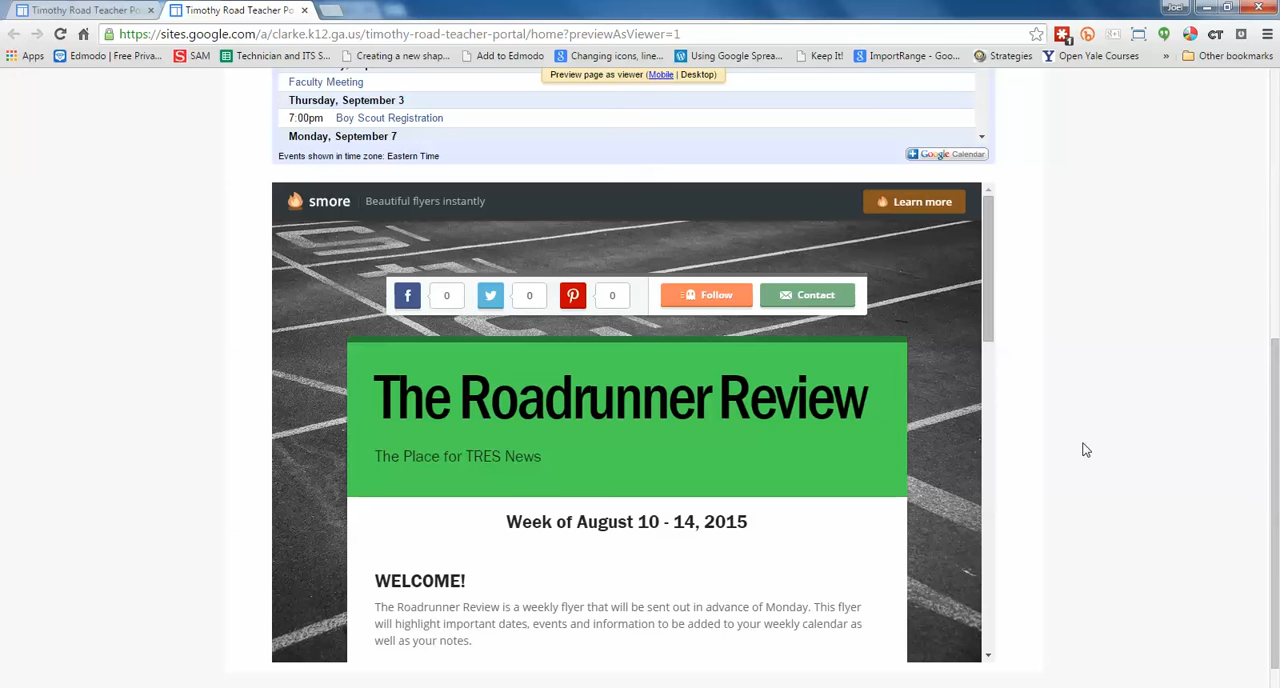 Timothy Road Teacher Po
Timothy Road Teacher Po
Joel
https://sites.google.com/a/clarke.k12.ga.us/timothy-road-teacher-portal/home?previewAsViewer=1
Apps
Edmodo | Free Priva...
SAM
Technician and ITS S...
Creating a new shap...
Add to Edmodo
Changing icons, line...
Using Google Sprea...
Keep It!
ImportRange - Goo...
Strategies
Open Yale Courses
»
Other bookmarks
Preview page as viewer (Mobile | Desktop)
Faculty Meeting
Thursday, September 3
7:00pm Boy Scout Registration
Monday, September 7
Events shown in time zone: Eastern Time
Google Calendar
smore Beautiful flyers instantly
Learn more
0 0 0 Follow Contact
The Roadrunner Review
The Place for TRES News
Week of August 10 - 14, 2015
WELCOME!
The Roadrunner Review is a weekly flyer that will be sent out in advance of Monday. This flyer
will highlight important dates, events and information to be added to your weekly calendar as
well as your notes.